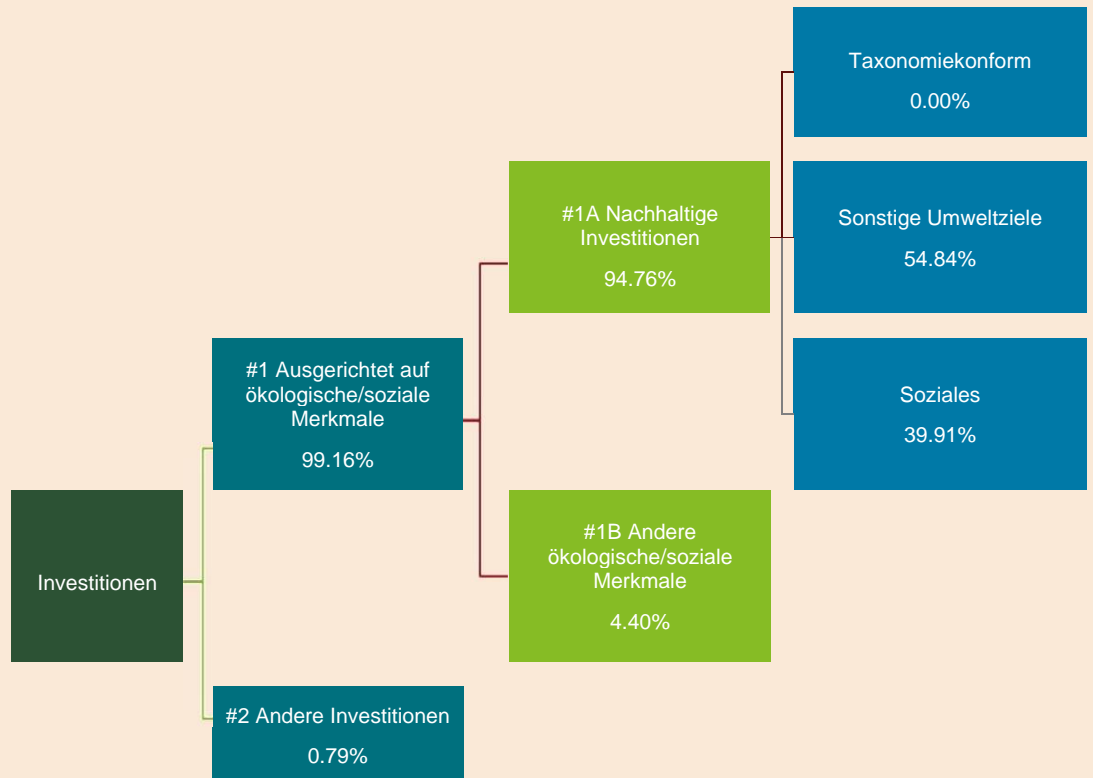 Taxonomiekonform
0.00%
#1A Nachhaltige
Investitionen
94.76%
Sonstige Umweltziele
54.84%
#1 Ausgerichtet auf
ökologische/soziale
Merkmale
99.16%
Soziales
39.91%
Investitionen
#1B Andere
ökologische/soziale
Merkmale
4.40%
#2 Andere Investitionen
0.79%